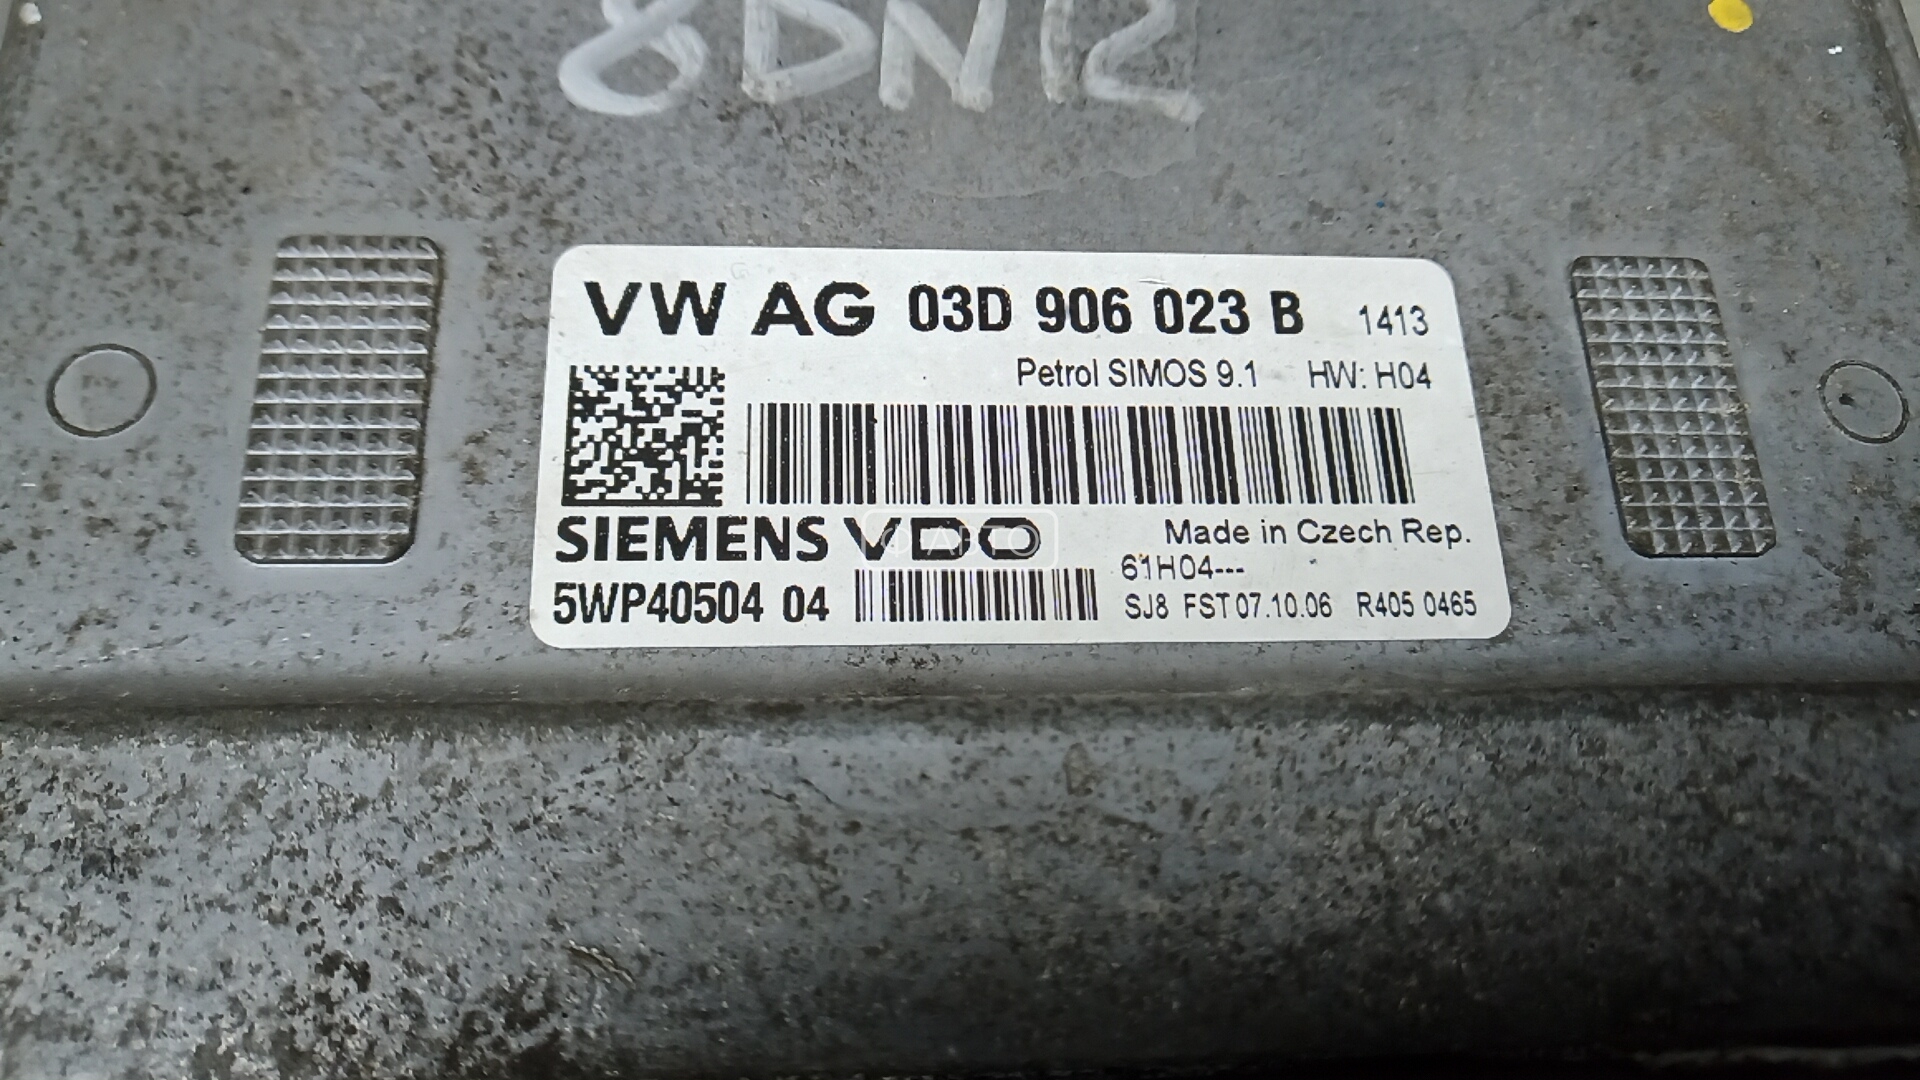 8DN12
VW AG 03D 906 023 B 1413
Petrol SIMOS 9.1 HW: H04
SIEMENS VDO Made in Czech Rep.
АРГО
61H04---
5WP40504 04 SJ8 FST 07.10.06 R405 0465